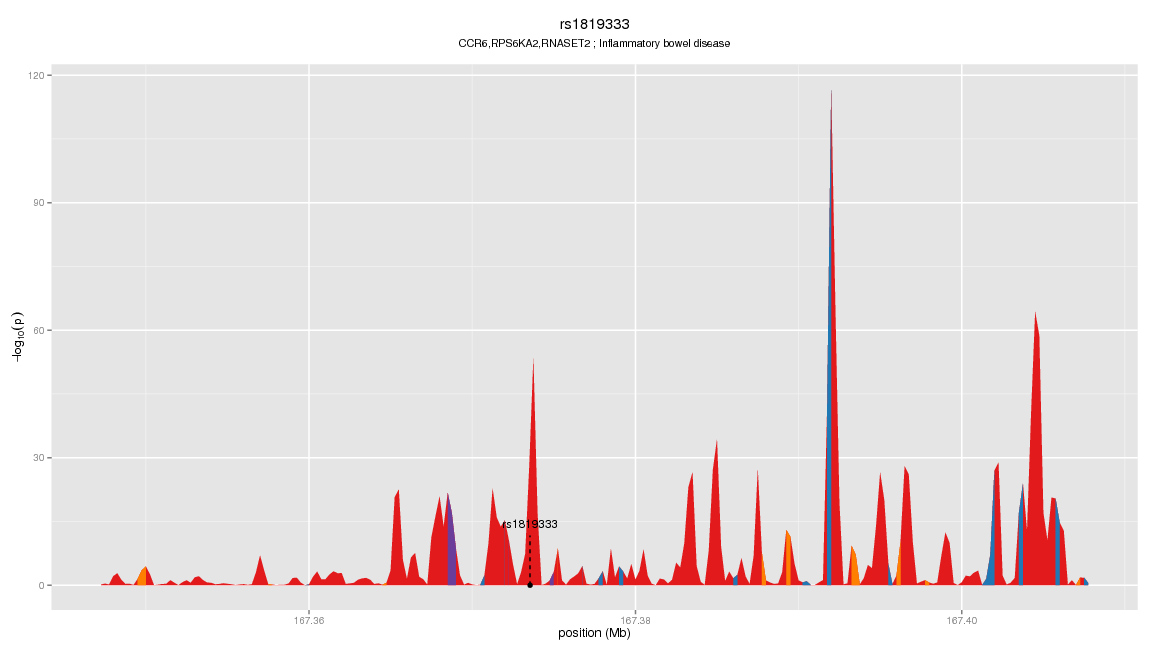 rs1819333
CCR6,RPS6KA2,RNASET2 ; Inflammatory bowel disease
120
90
60
30
0
−log10(p)
rs1819333
167.36
167.38
167.40
position (Mb)